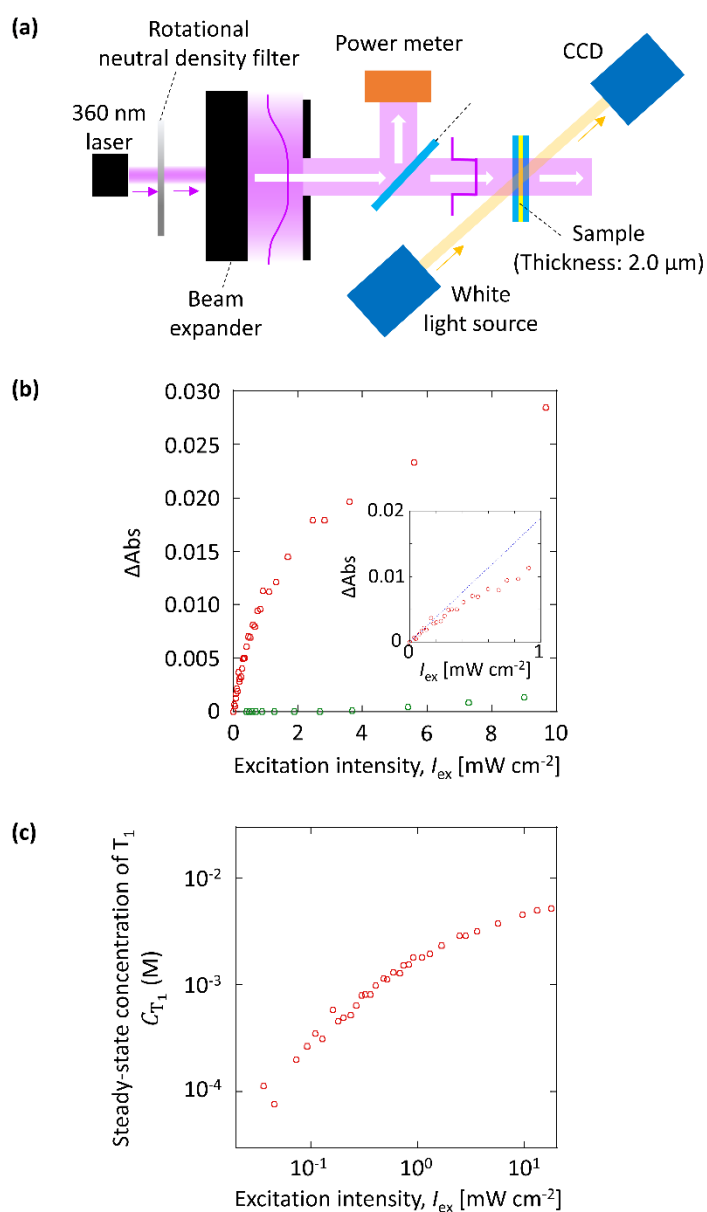 (a)
Rotational
neutral density filter
360 nm
laser
Power meter
CCD
Beam
expander
White
light source
Sample
(Thickness: 2.0 μm)
(b)
0.030
0.025
0.020
0.015
0.010
0.005
0
ΔAbs
0.02
0.01
0
ΔAbs
0 1
I_ex [mW cm⁻²]
0 2 4 6 8 10
Excitation intensity, I_ex [mW cm⁻²]
(c)
Steady-state concentration of T₁
C_T₁ (M)
10⁻²
10⁻³
10⁻⁴
10⁻¹ 10⁰ 10¹
Excitation intensity, I_ex [mW cm⁻²]